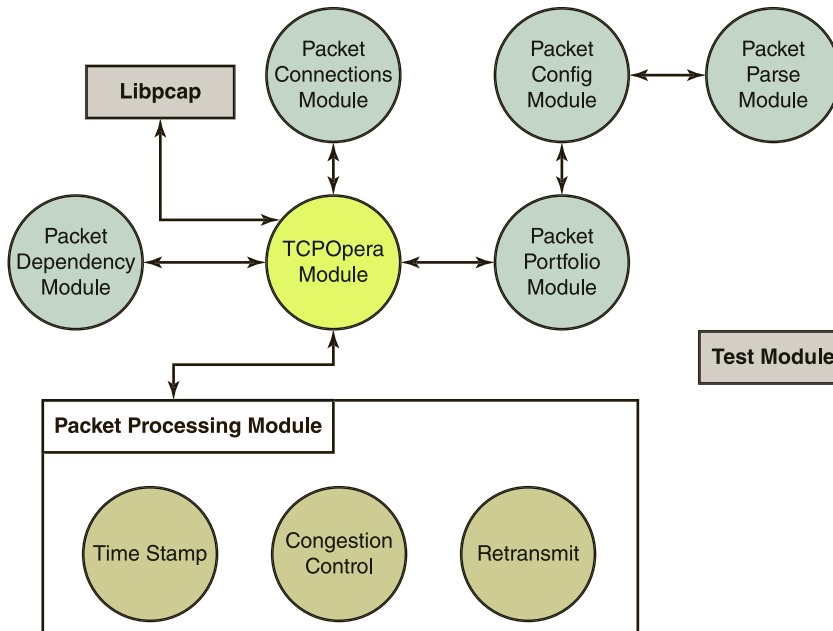 Packet
Connections
Module
Packet
Config
Module
Packet
Parse
Module
Libpcap
Packet
Dependency
Module
TCPOpera
Module
Packet
Portfolio
Module
Test Module
Packet Processing Module
Time Stamp
Congestion
Control
Retransmit